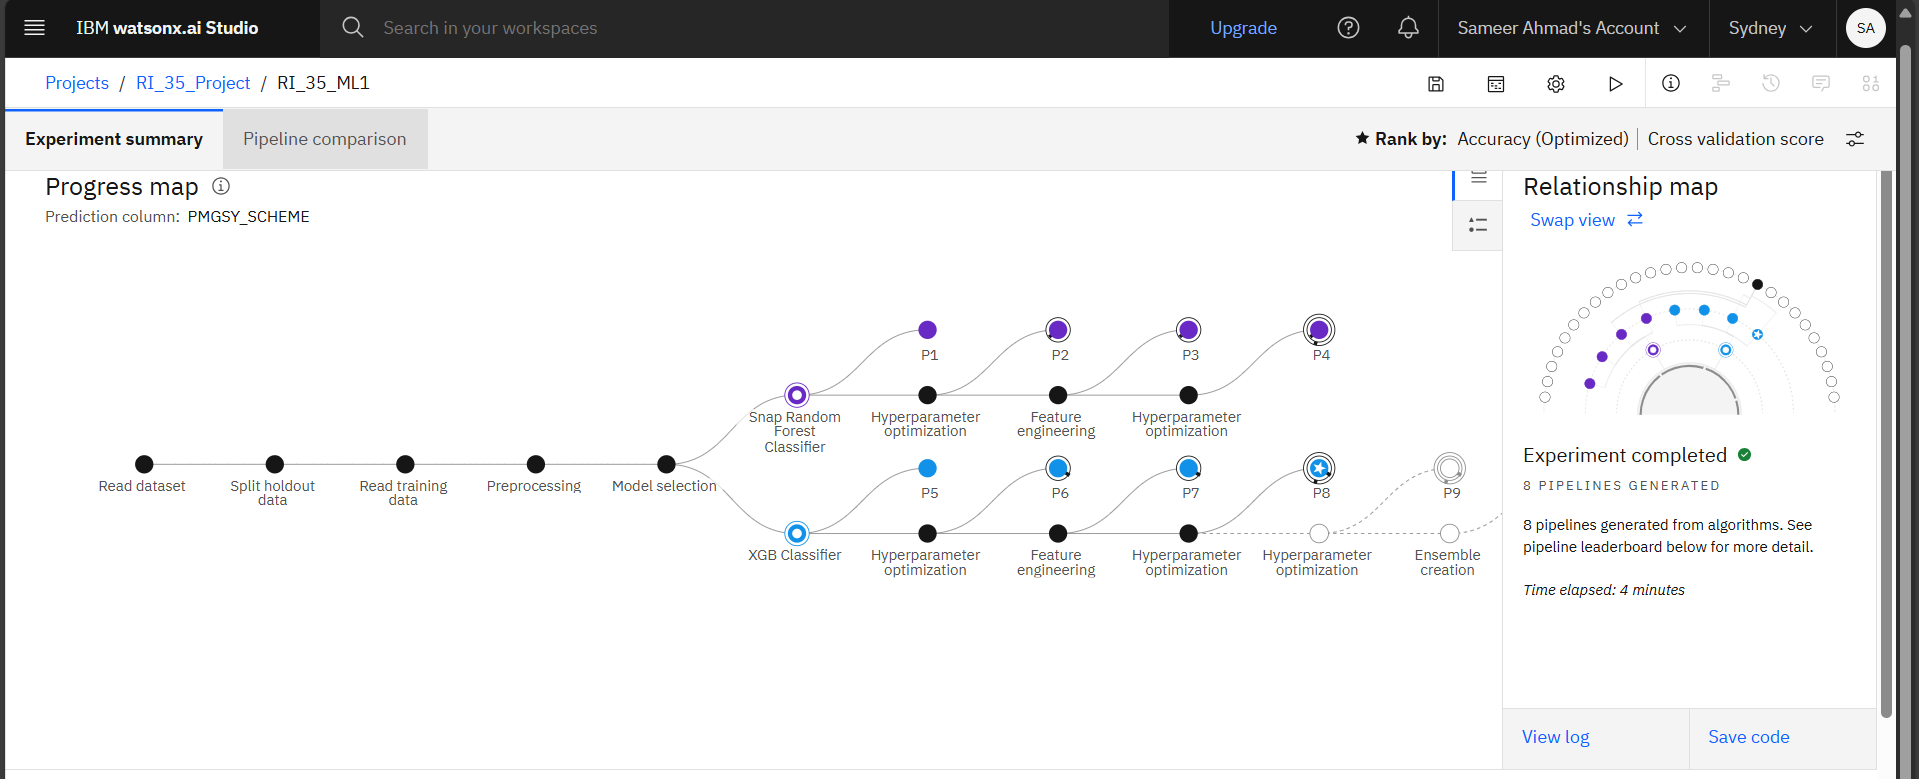 IBM watsonx.ai Studio
Search in your workspaces
Upgrade
Sameer Ahmad's Account
Sydney
SA
Projects / RI_35_Project / RI_35_ML1
Experiment summary
Pipeline comparison
Rank by: Accuracy (Optimized) | Cross validation score
Progress map
Prediction column: PMGSY_SCHEME
P1
P2
P3
P4
Snap Random
Forest
Classifier
Hyperparameter
optimization
Feature
engineering
Hyperparameter
optimization
Read dataset
Split holdout
data
Read training
data
Preprocessing
Model selection
P5
P6
P7
P8
P9
XGB Classifier
Hyperparameter
optimization
Feature
engineering
Hyperparameter
optimization
Hyperparameter
optimization
Ensemble
creation
Relationship map
Swap view
Experiment completed
8 PIPELINES GENERATED
8 pipelines generated from algorithms. See
pipeline leaderboard below for more detail.
Time elapsed: 4 minutes
View log
Save code